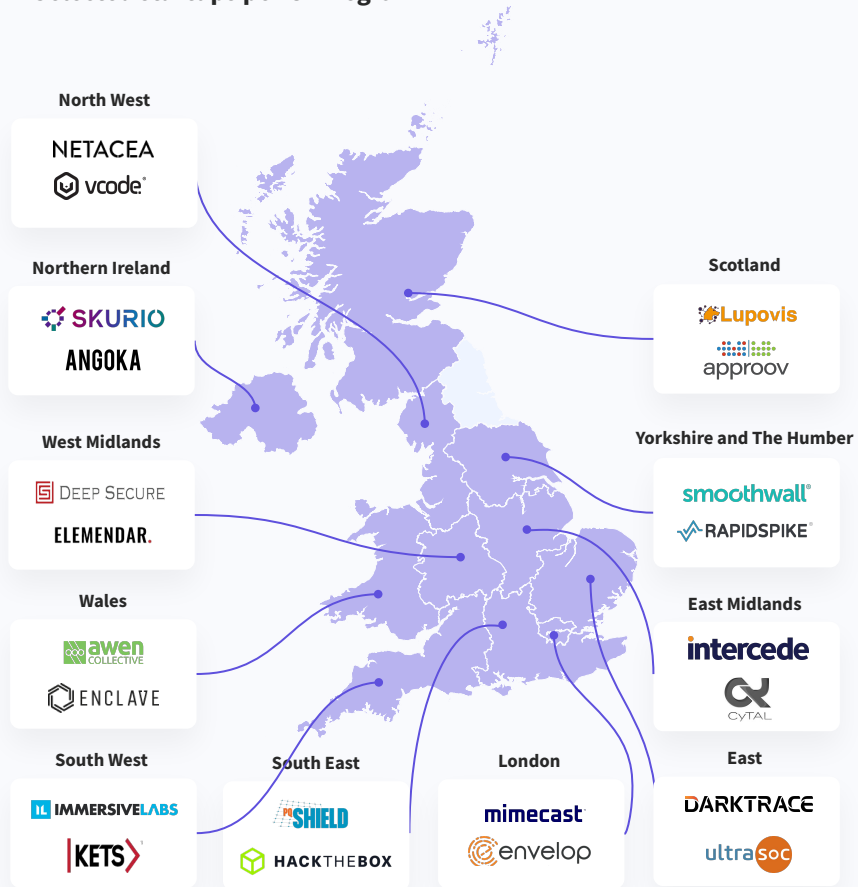 North West
NETACEA
vcode®
Northern Ireland
SKURIO
ANGOKA
West Midlands
DEEP SECURE
ELEMENDAR.
Wales
awen
COLLECTIVE
ENCLAVE
South West
IMMERSIVELABS
KETS
South East
PQ
SHIELD
HACKTHEBOX
London
mimecast
envelop
Scotland
Lupovis
approov
Yorkshire and The Humber
smoothwall®
RAPIDSPIKE
East Midlands
intercede
CyTAL
East
DARKTRACE
ultrasoc